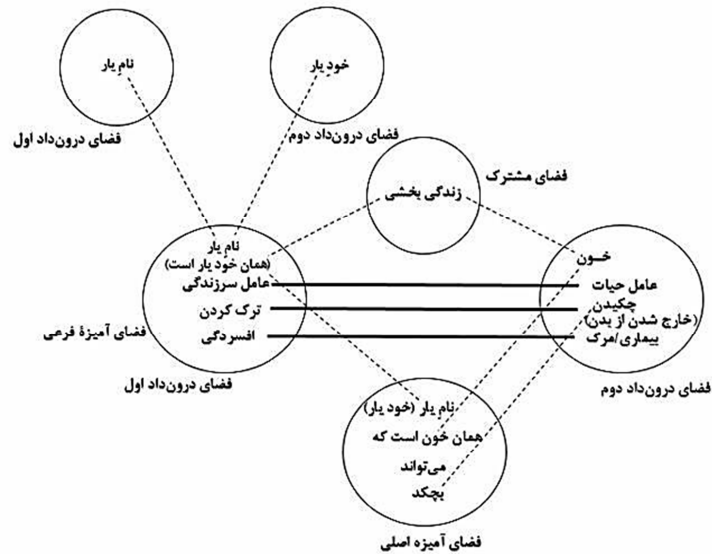 خودِ یار
نامِ یار
فضای درون‌داد دوم
فضای درون‌داد اول
فضای مشترک
زندگی بخشی
نامِ یار
(همان خود یار است)
عامل سرزندگی
ترک کردن
افسردگی
فضای آمیزهٔ فرعی
فضای درون‌داد اول
خـون
عامل حیات
چکیدن
(خارج شدن از بدن)
بیماری/مرک
فضای درون‌داد دوم
نامِ یار (خود یار)
همان خون است که
می‌تواند
بچکد
فضای آمیزه اصلی